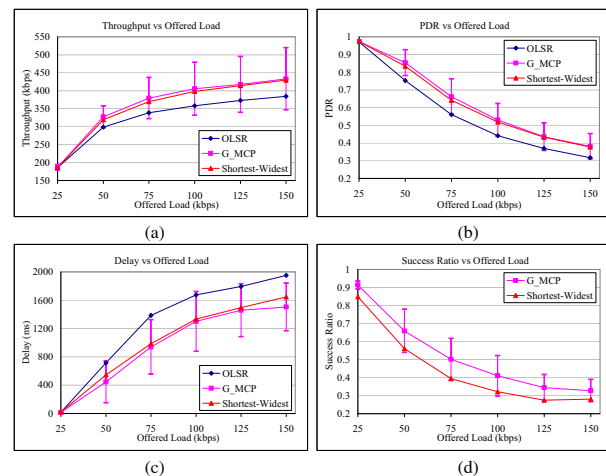 Throughput vs Offered Load
550
500
450
400
350
300
250
200
150
Throughput (kbps)
OLSR
G_MCP
Shortest-Widest
25 50 75 100 125 150
Offered Load (kbps)
(a)
PDR vs Offered Load
1
0.9
0.8
0.7
0.6
0.5
0.4
0.3
0.2
PDR
OLSR
G_MCP
Shortest-Widest
25 50 75 100 125 150
Offered Load (kbps)
(b)
Delay vs Offered Load
2000
1600
1200
800
400
0
Delay (ms)
OLSR
G_MCP
Shortest-Widest
25 50 75 100 125 150
Offered Load (kbps)
(c)
Success Ratio vs Offered Load
1
0.9
0.8
0.7
0.6
0.5
0.4
0.3
0.2
Success Ratio
G_MCP
Shortest-Widest
25 50 75 100 125 150
Offered Load (kbps)
(d)